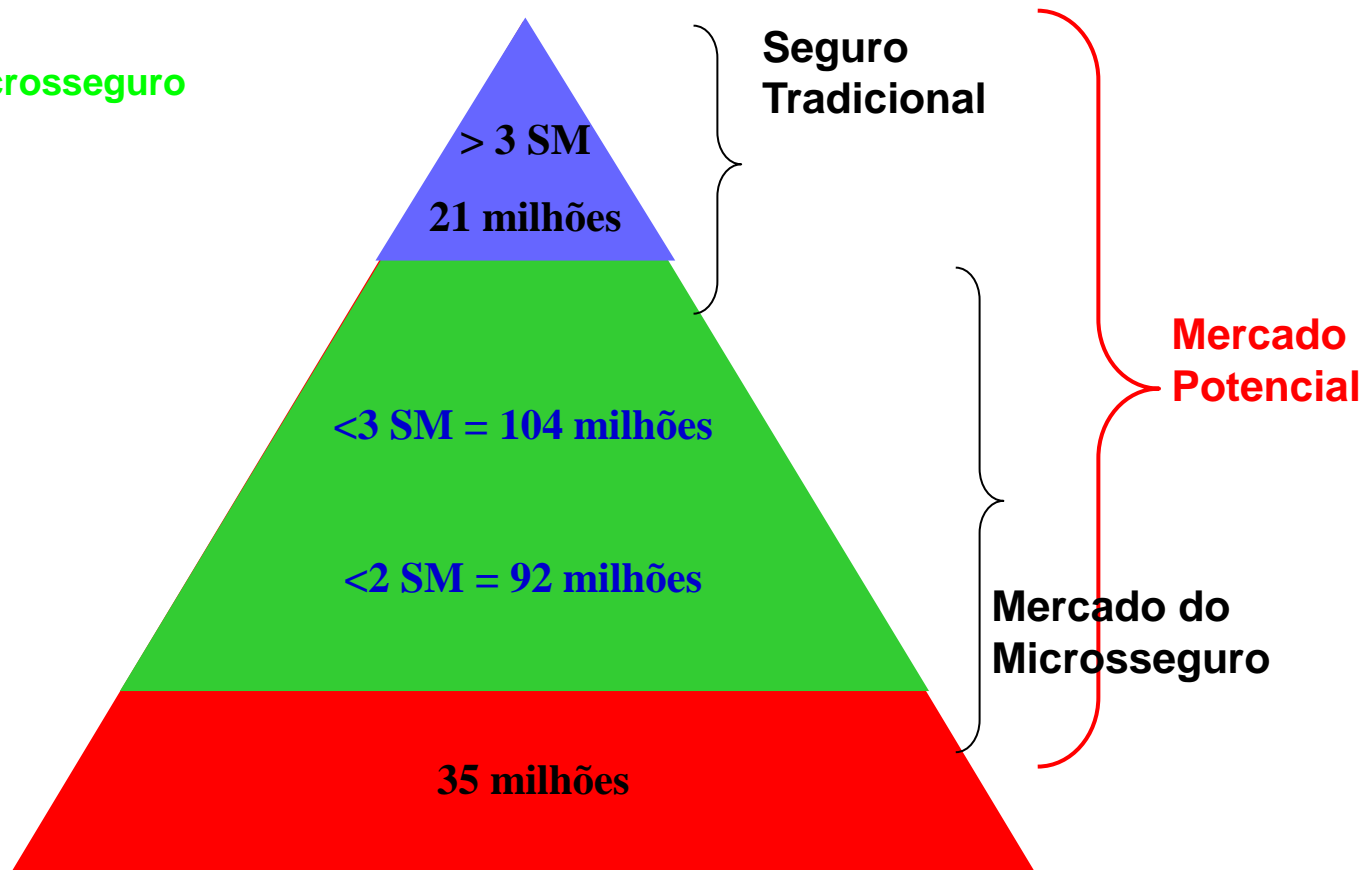 crosseguro
Seguro
Tradicional
> 3 SM
21 milhões
Mercado
Potencial
<3 SM = 104 milhões
<2 SM = 92 milhões
Mercado do
Microsseguro
35 milhões